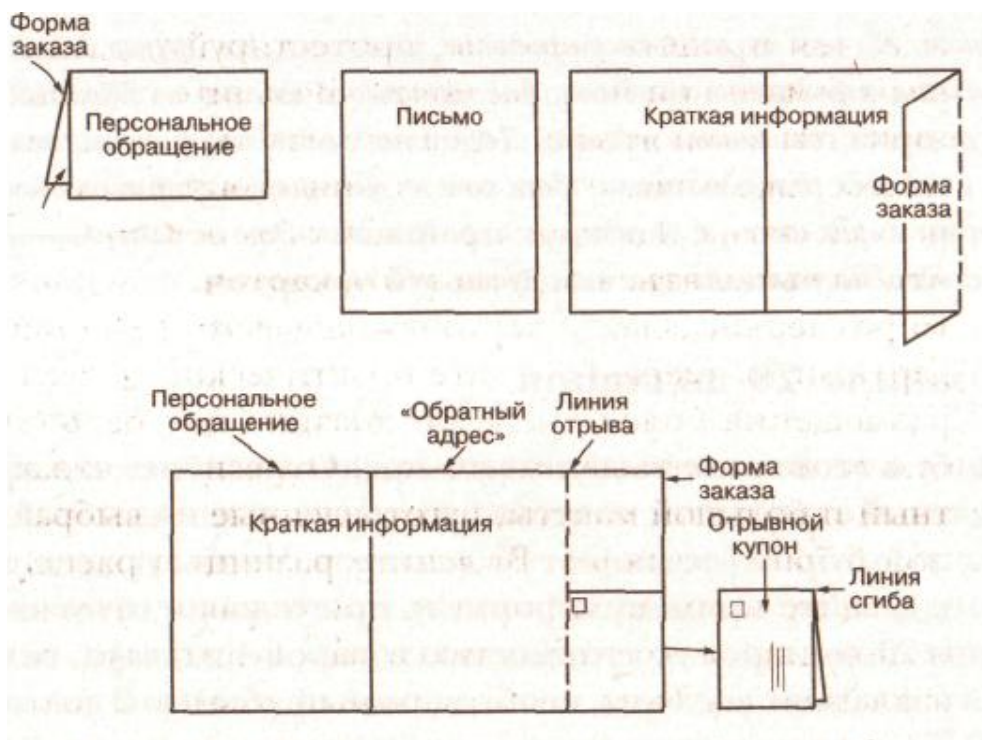 Форма
заказа
Персональное
обращение
Письмо
Краткая информация
Форма
заказа
Персональное
обращение
«Обратный
адрес»
Линия
отрыва
Форма
заказа
Краткая информация
Отрывной
купон
Линия
сгиба